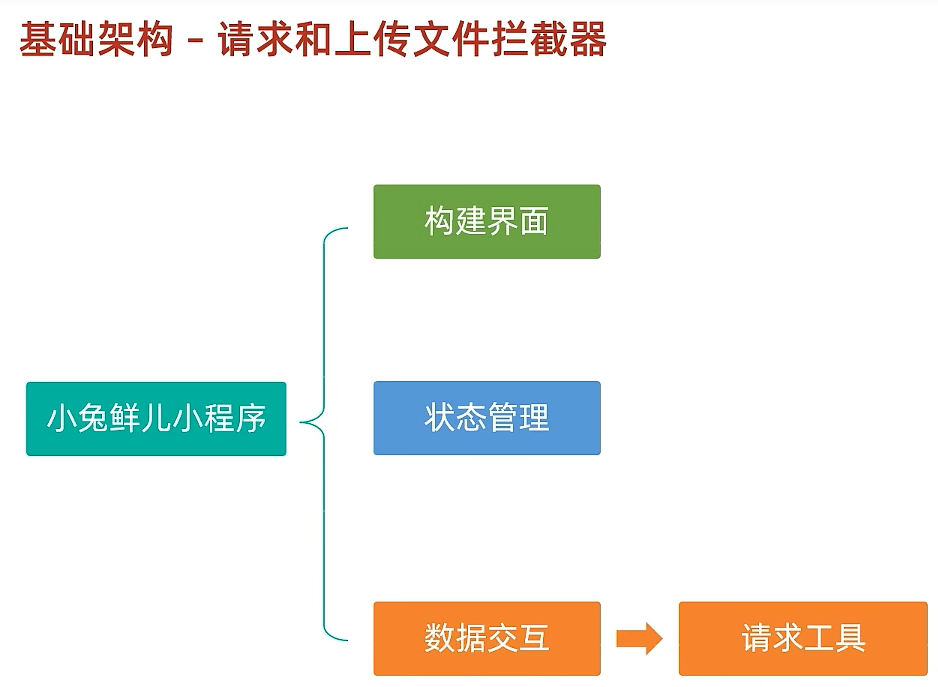 基础架构 – 请求和上传文件拦截器
构建界面
小兔鲜儿小程序
状态管理
数据交互
请求工具